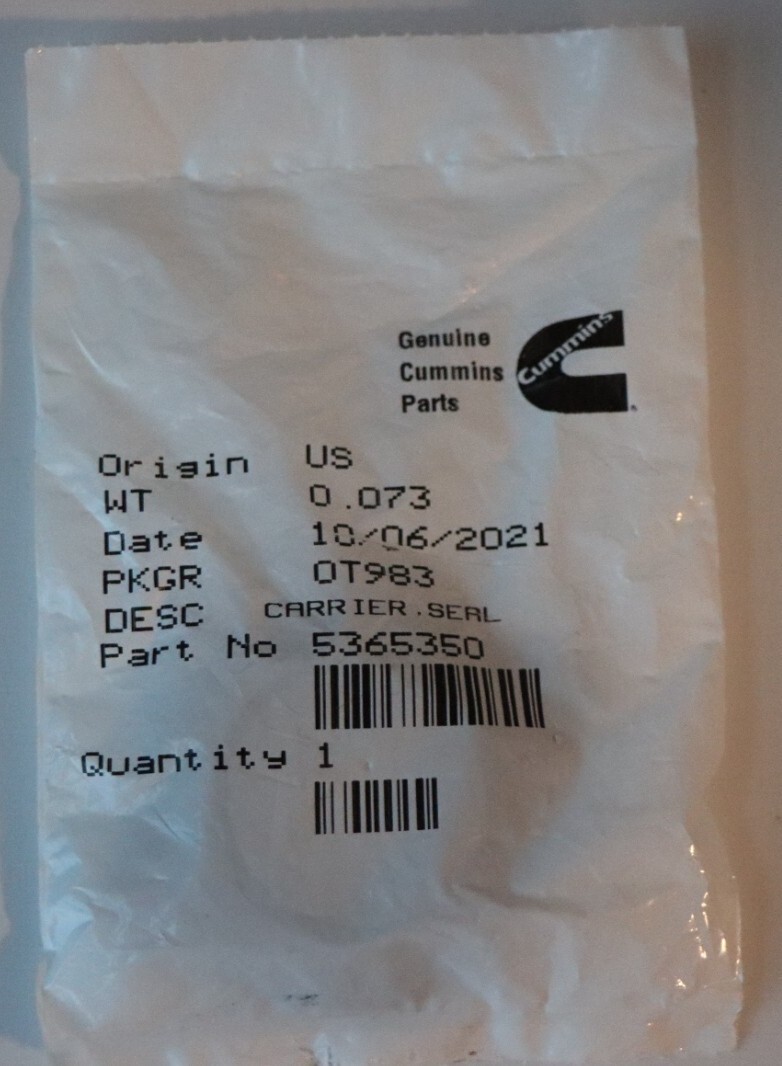 Genuine
Cummins
Parts
Cummins
Origin US
WT 0.073
Date 10/06/2021
PKGR OT983
DESC CARRIER.SEAL
Part No 5365350
Quantity 1